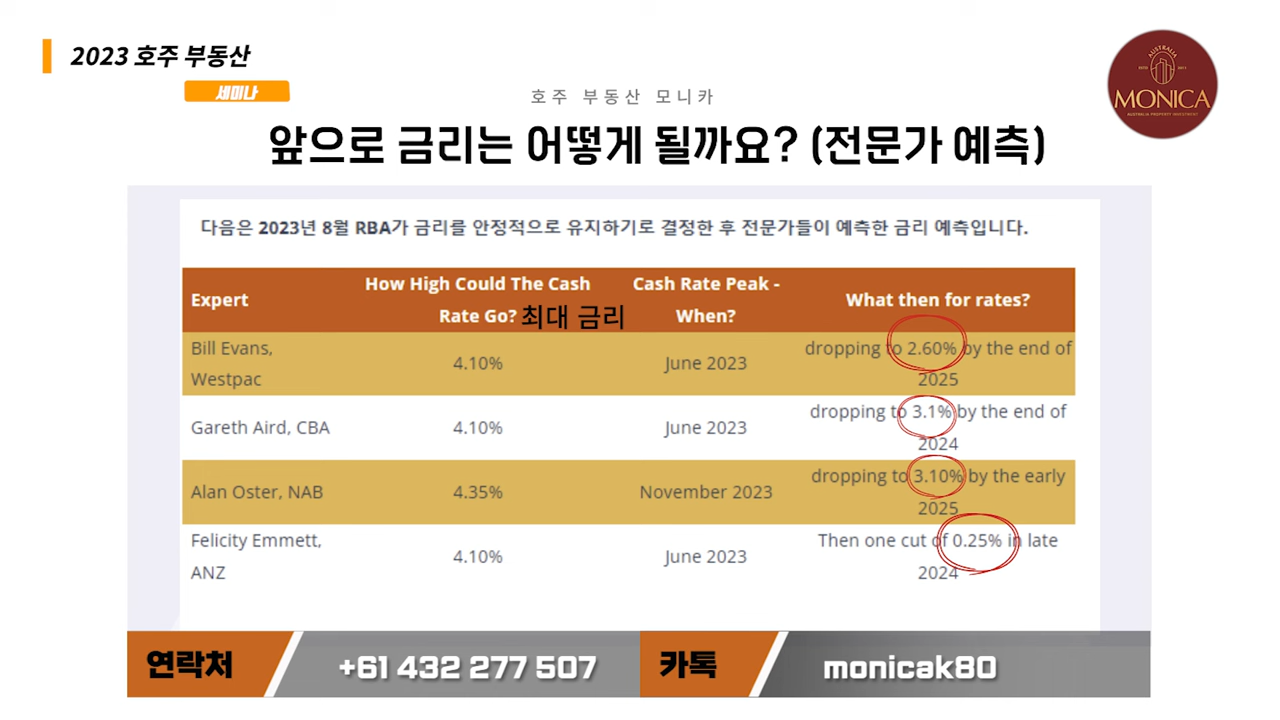 2023 호주 부동산
세미나
호주 부동산 모니카
AUSTRALIA
MONICA
AUSTRALIA PROPERTY INVESTMENT
앞으로 금리는 어떻게 될까요? (전문가 예측)
다음은 2023년 8월 RBA가 금리를 안정적으로 유지하기로 결정한 후 전문가들이 예측한 금리 예측입니다.
Expert
How High Could The Cash
Rate Go? 최대 금리
Cash Rate Peak -
When?
What then for rates?
Bill Evans,
Westpac
4.10%
June 2023
dropping to 2.60% by the end of
2025
Gareth Aird, CBA
4.10%
June 2023
dropping to 3.1% by the end of
2024
Alan Oster, NAB
4.35%
November 2023
dropping to 3.10% by the early
2025
Felicity Emmett,
ANZ
4.10%
June 2023
Then one cut of 0.25% in late
2024
연락처
+61 432 277 507
카톡
monicak80